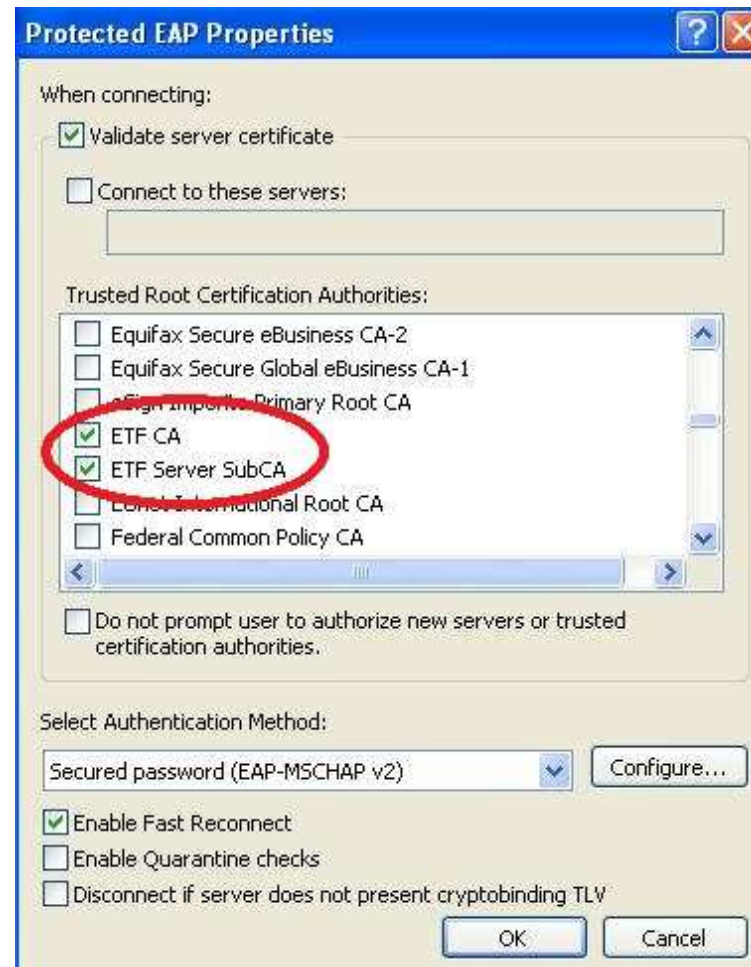 Protected EAP Properties
When connecting:
Validate server certificate
Connect to these servers:
Trusted Root Certification Authorities:
Equifax Secure eBusiness CA-2
Equifax Secure Global eBusiness CA-1
Primary Root CA
ETF CA
ETF Server SubCA
International Root CA
Federal Common Policy CA
Do not prompt user to authorize new servers or trusted
certification authorities.
Select Authentication Method:
Secured password (EAP-MSCHAP v2)
Configure...
Enable Fast Reconnect
Enable Quarantine checks
Disconnect if server does not present cryptobinding TLV
OK
Cancel